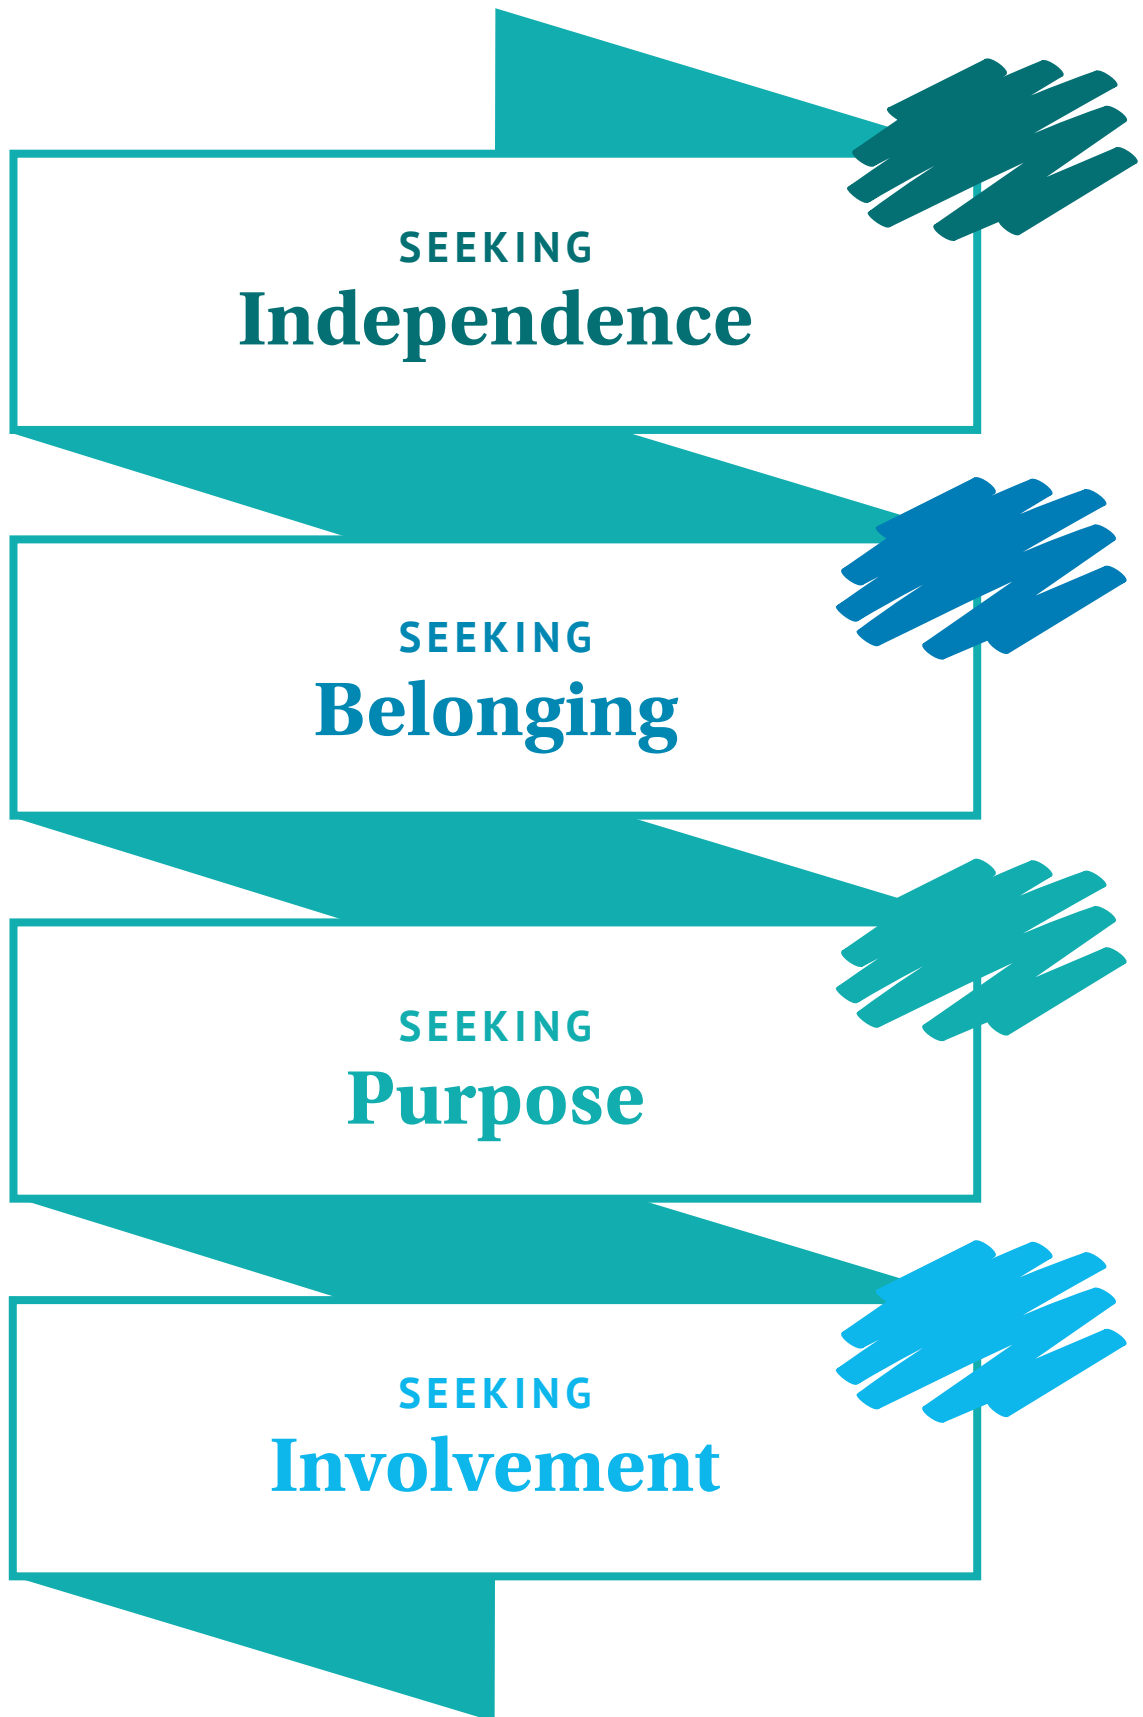 SEEKING
Independence
SEEKING
Belonging
SEEKING
Purpose
SEEKING
Involvement